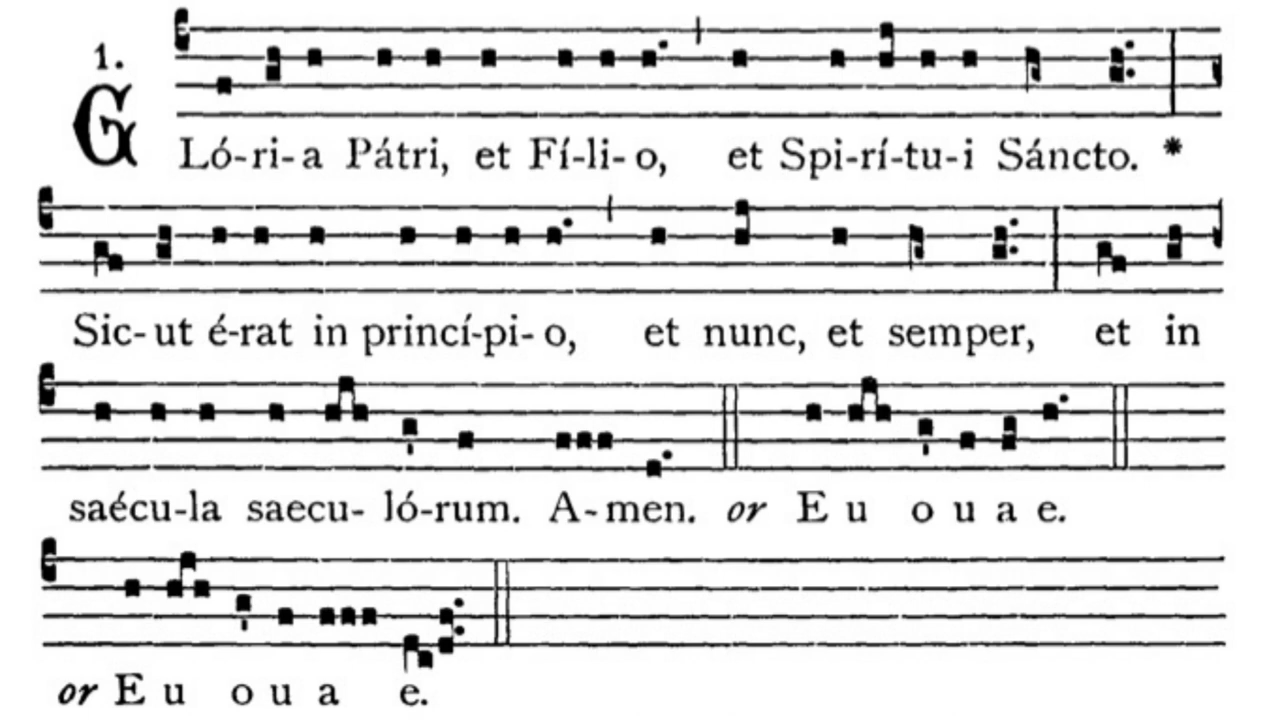 1.
GLó-ri-a Pátri, et Fí-li-o, et Spi-rí-tu-i Sáncto. *
Sic-ut é-rat in princí-pi-o, et nunc, et semper, et in
saécu-la saecu-ló-rum. A-men. or E u o u a e.
or E u o u a e.